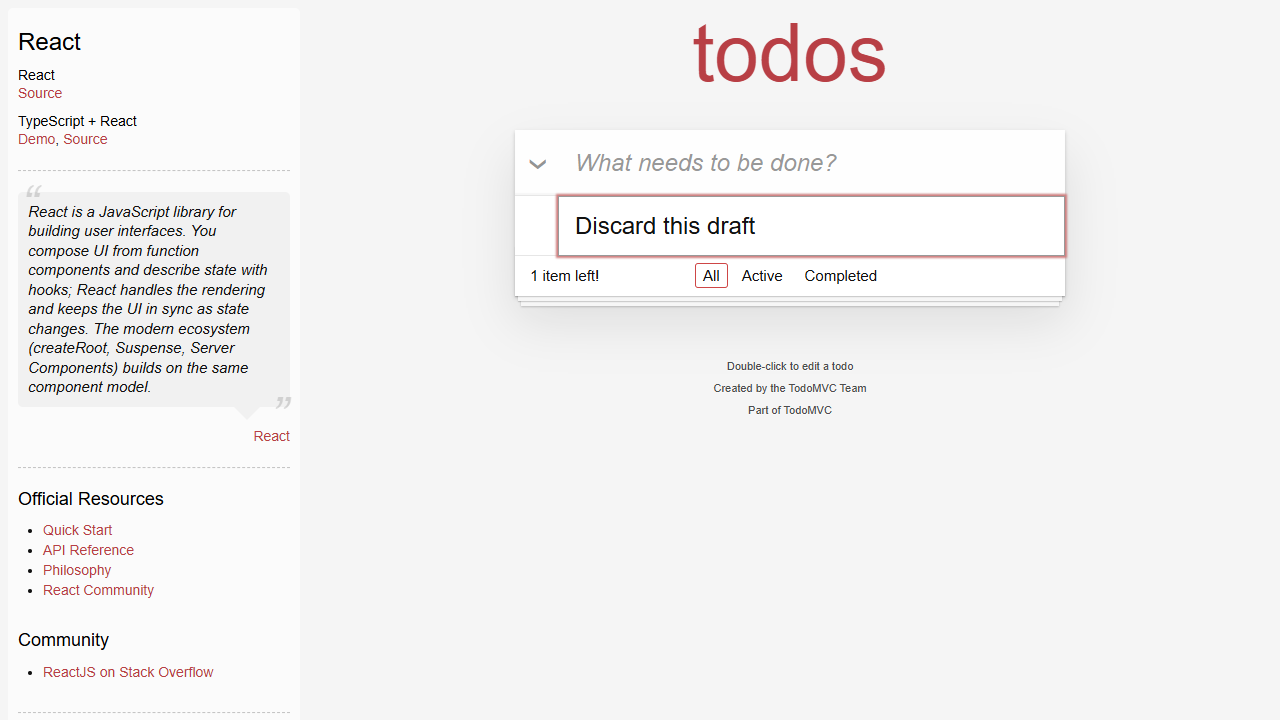 React
React
Source
TypeScript + React
Demo, Source
“
React is a JavaScript library for
building user interfaces. You
compose UI from function
components and describe state with
hooks; React handles the rendering
and keeps the UI in sync as state
changes. The modern ecosystem
(createRoot, Suspense, Server
Components) builds on the same
component model.
”
React
Official Resources
Quick Start
API Reference
Philosophy
React Community
Community
ReactJS on Stack Overflow
todos
What needs to be done?
Discard this draft
1 item left!
All
Active
Completed
Double-click to edit a todo
Created by the TodoMVC Team
Part of TodoMVC